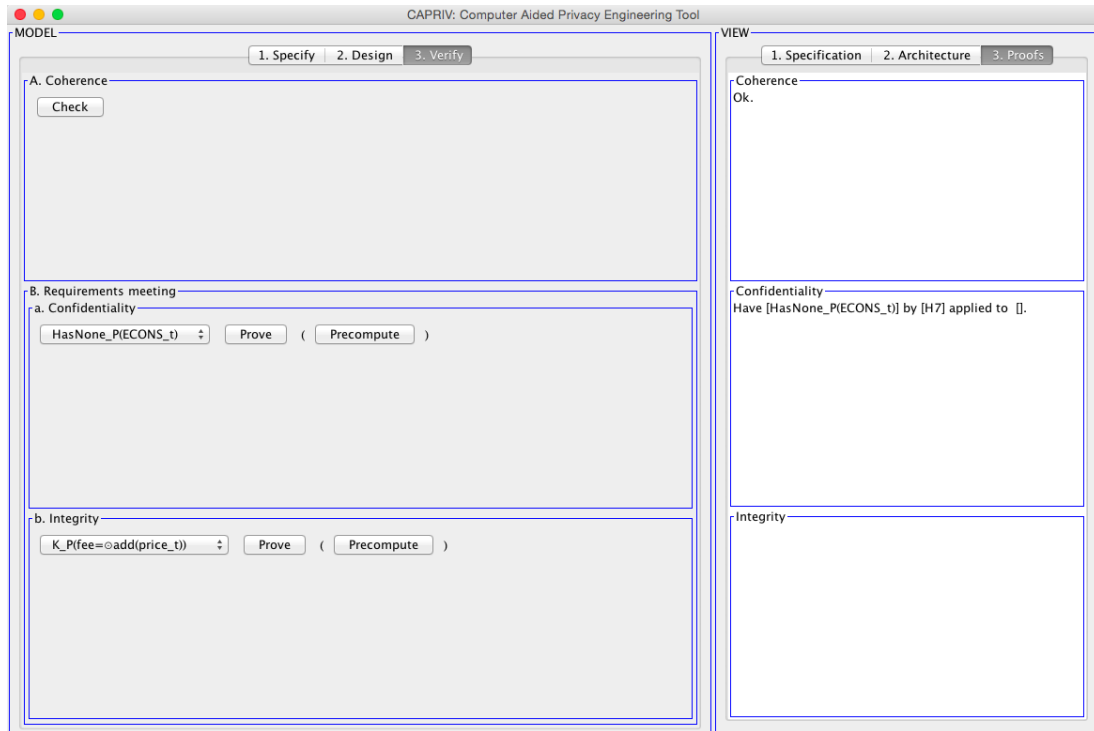 CAPRIV: Computer Aided Privacy Engineering Tool
MODEL
1. Specify 2. Design 3. Verify
A. Coherence
Check
B. Requirements meeting
a. Confidentiality
HasNone_P(ECONS_t) Prove ( Precompute )
b. Integrity
K_P(fee=⊙add(price_t)) Prove ( Precompute )
VIEW
1. Specification 2. Architecture 3. Proofs
Coherence
Ok.
Confidentiality
Have [HasNone_P(ECONS_t)] by [H7] applied to [].
Integrity